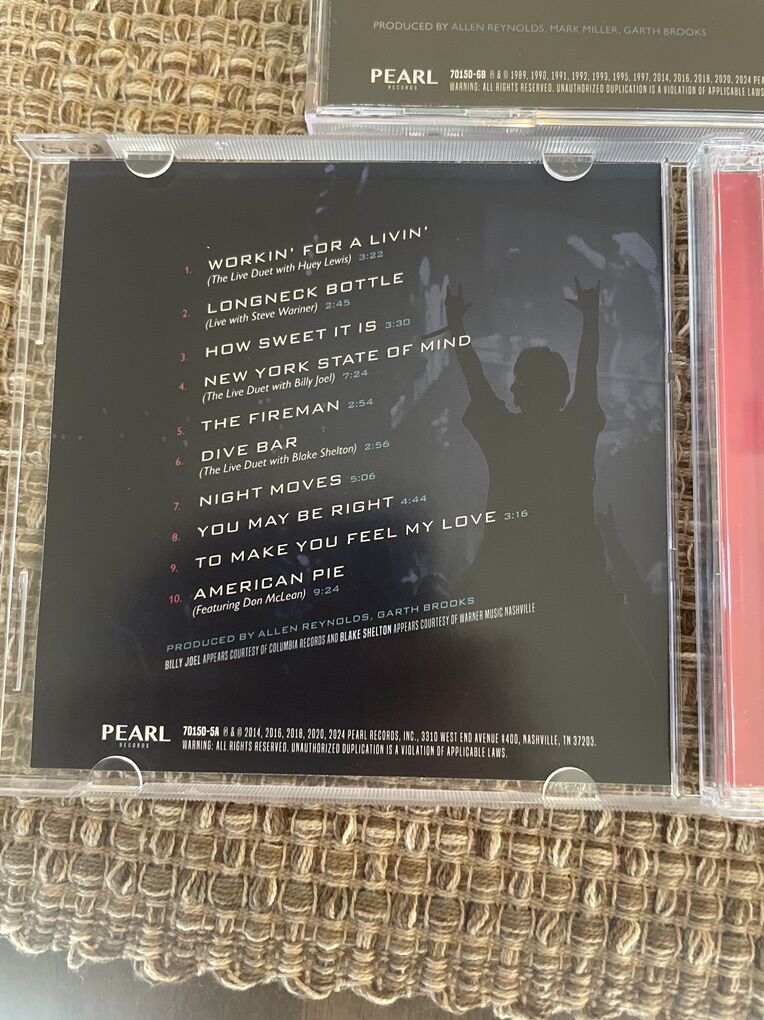 PRODUCED BY ALLEN REYNOLDS, MARK MILLER, GARTH BROOKS
PEARL
RECORDS
70150-6B ℗ & © 1989, 1990, 1991, 1992, 1993, 1995, 1997, 2014, 2016, 2018, 2020, 2024
WARNING: ALL RIGHTS RESERVED. UNAUTHORIZED DUPLICATION IS A VIOLATION OF APPLICABLE LAWS
1. WORKIN' FOR A LIVIN'
(The Live Duet with Huey Lewis) 3:22
2. LONGNECK BOTTLE
(Live with Steve Wariner) 2:45
3. HOW SWEET IT IS 3:30
4. NEW YORK STATE OF MIND
(The Live Duet with Billy Joel) 7:24
5. THE FIREMAN 2:54
6. DIVE BAR
(The Live Duet with Blake Shelton) 2:56
7. NIGHT MOVES 5:06
8. YOU MAY BE RIGHT 4:44
9. TO MAKE YOU FEEL MY LOVE 3:16
10. AMERICAN PIE
(Featuring Don McLean) 9:24
PRODUCED BY ALLEN REYNOLDS, GARTH BROOKS
BILLY JOEL APPEARS COURTESY OF COLUMBIA RECORDS AND BLAKE SHELTON APPEARS COURTESY OF WARNER MUSIC NASHVILLE
PEARL
RECORDS
70150-5A ℗ & © 2014, 2016, 2018, 2020, 2024 PEARL RECORDS, INC., 3310 WEST END AVENUE #400, NASHVILLE, TN 37203.
WARNING: ALL RIGHTS RESERVED. UNAUTHORIZED DUPLICATION IS A VIOLATION OF APPLICABLE LAWS.